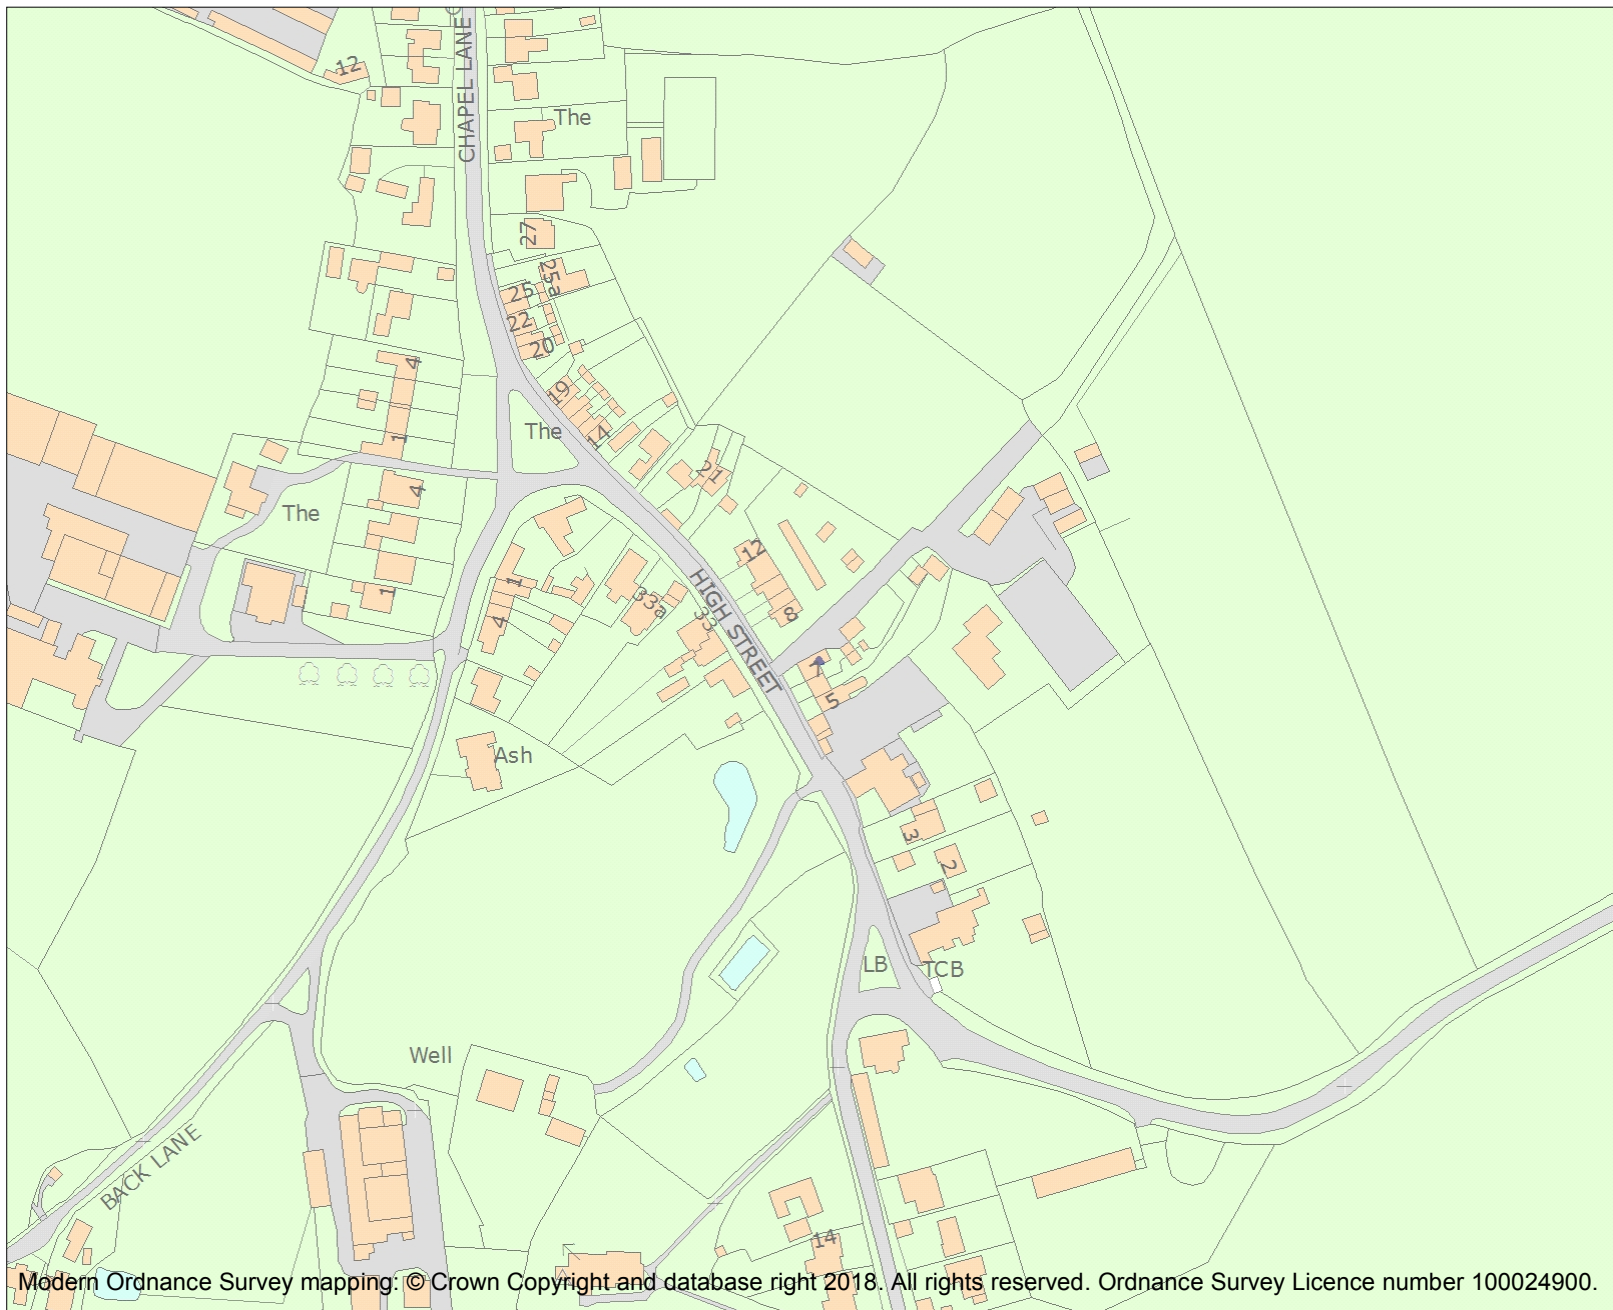 12
CHAPEL LANE
The
27
25a
25
22
20
4
19
The
14
1
21
4
The
12
1
1
33a
HIGH STREET
8
4
33
7
5
Ash
3
2
LB
TCB
Well
BACK LANE
14
Modern Ordnance Survey mapping: © Crown Copyright and database right 2018. All rights reserved. Ordnance Survey Licence number 100024900.